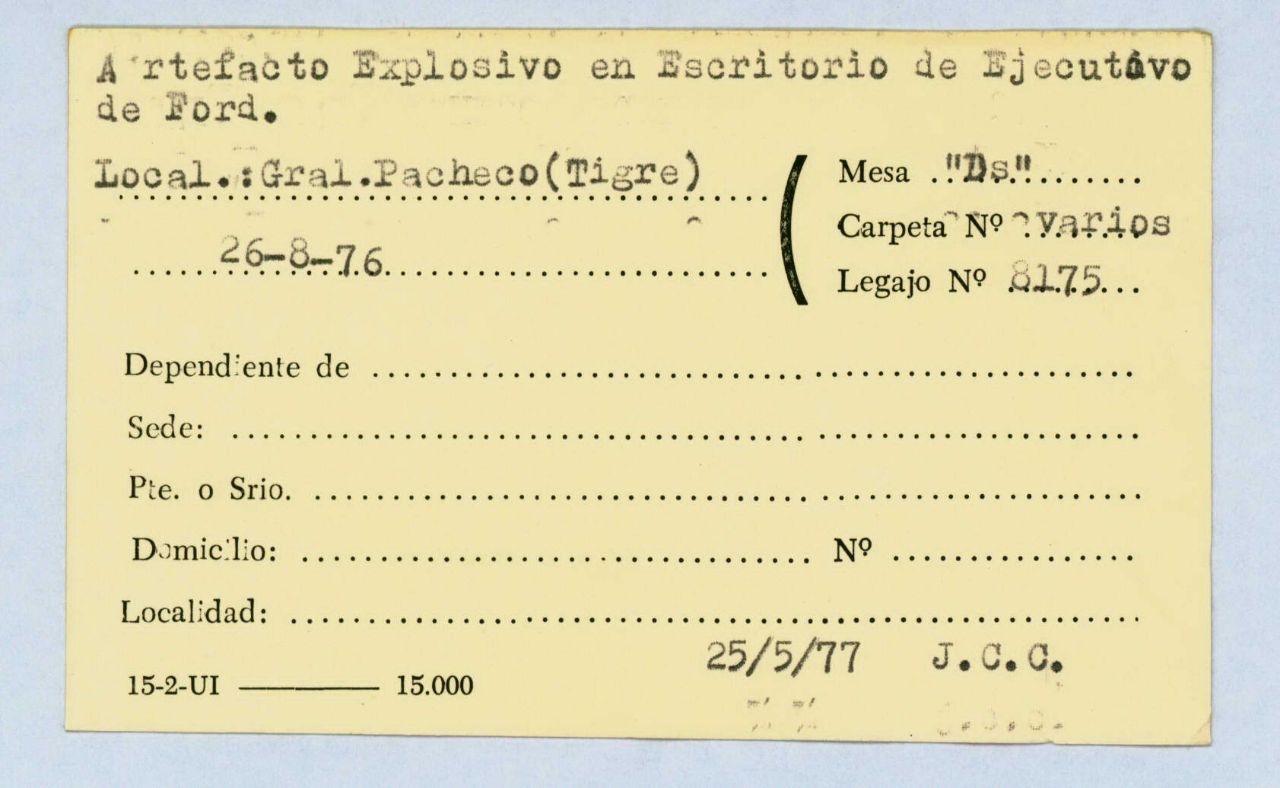 A rtefacto Explosivo en Escritorio de Ejecutivo
de Ford.
Local.:Gral.Pacheco(Tigre)
26-8-76
Mesa "Ds"
Carpeta Nº varios
Legajo Nº 8175
Dependiente de
Sede:
Pte. o Srio.
Domicilio: Nº
Localidad:
25/5/77 J.C.C.
15-2-UI ——— 15.000